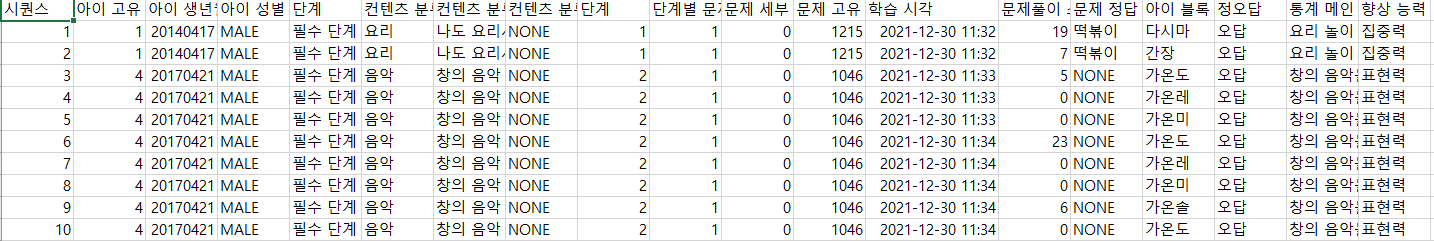 시퀀스 아이 고유 아이 생년월 아이 성별 단계 컨텐츠 분류 컨텐츠 분류 컨텐츠 분류 단계 단계별 문제 문제 세부 문제 고유 학습 시각 문제풀이 문제 정답 아이 블록 정오답 통계 메인 향상 능력
1 1 20140417 MALE 필수 단계 요리 나도 요리사 NONE 1 1 0 1215 2021-12-30 11:32 19 떡볶이 다시마 오답 요리 놀이 집중력
2 1 20140417 MALE 필수 단계 요리 나도 요리사 NONE 1 1 0 1215 2021-12-30 11:32 7 떡볶이 간장 오답 요리 놀이 집중력
3 4 20170421 MALE 필수 단계 음악 창의 음악 NONE 2 1 0 1046 2021-12-30 11:33 5 NONE 가온도 오답 창의 음악 표현력
4 4 20170421 MALE 필수 단계 음악 창의 음악 NONE 2 1 0 1046 2021-12-30 11:33 0 NONE 가온레 오답 창의 음악 표현력
5 4 20170421 MALE 필수 단계 음악 창의 음악 NONE 2 1 0 1046 2021-12-30 11:33 0 NONE 가온미 오답 창의 음악 표현력
6 4 20170421 MALE 필수 단계 음악 창의 음악 NONE 2 1 0 1046 2021-12-30 11:34 23 NONE 가온도 오답 창의 음악 표현력
7 4 20170421 MALE 필수 단계 음악 창의 음악 NONE 2 1 0 1046 2021-12-30 11:34 0 NONE 가온레 오답 창의 음악 표현력
8 4 20170421 MALE 필수 단계 음악 창의 음악 NONE 2 1 0 1046 2021-12-30 11:34 0 NONE 가온미 오답 창의 음악 표현력
9 4 20170421 MALE 필수 단계 음악 창의 음악 NONE 2 1 0 1046 2021-12-30 11:34 6 NONE 가온솔 오답 창의 음악 표현력
10 4 20170421 MALE 필수 단계 음악 창의 음악 NONE 2 1 0 1046 2021-12-30 11:34 0 NONE 가온도 오답 창의 음악 표현력